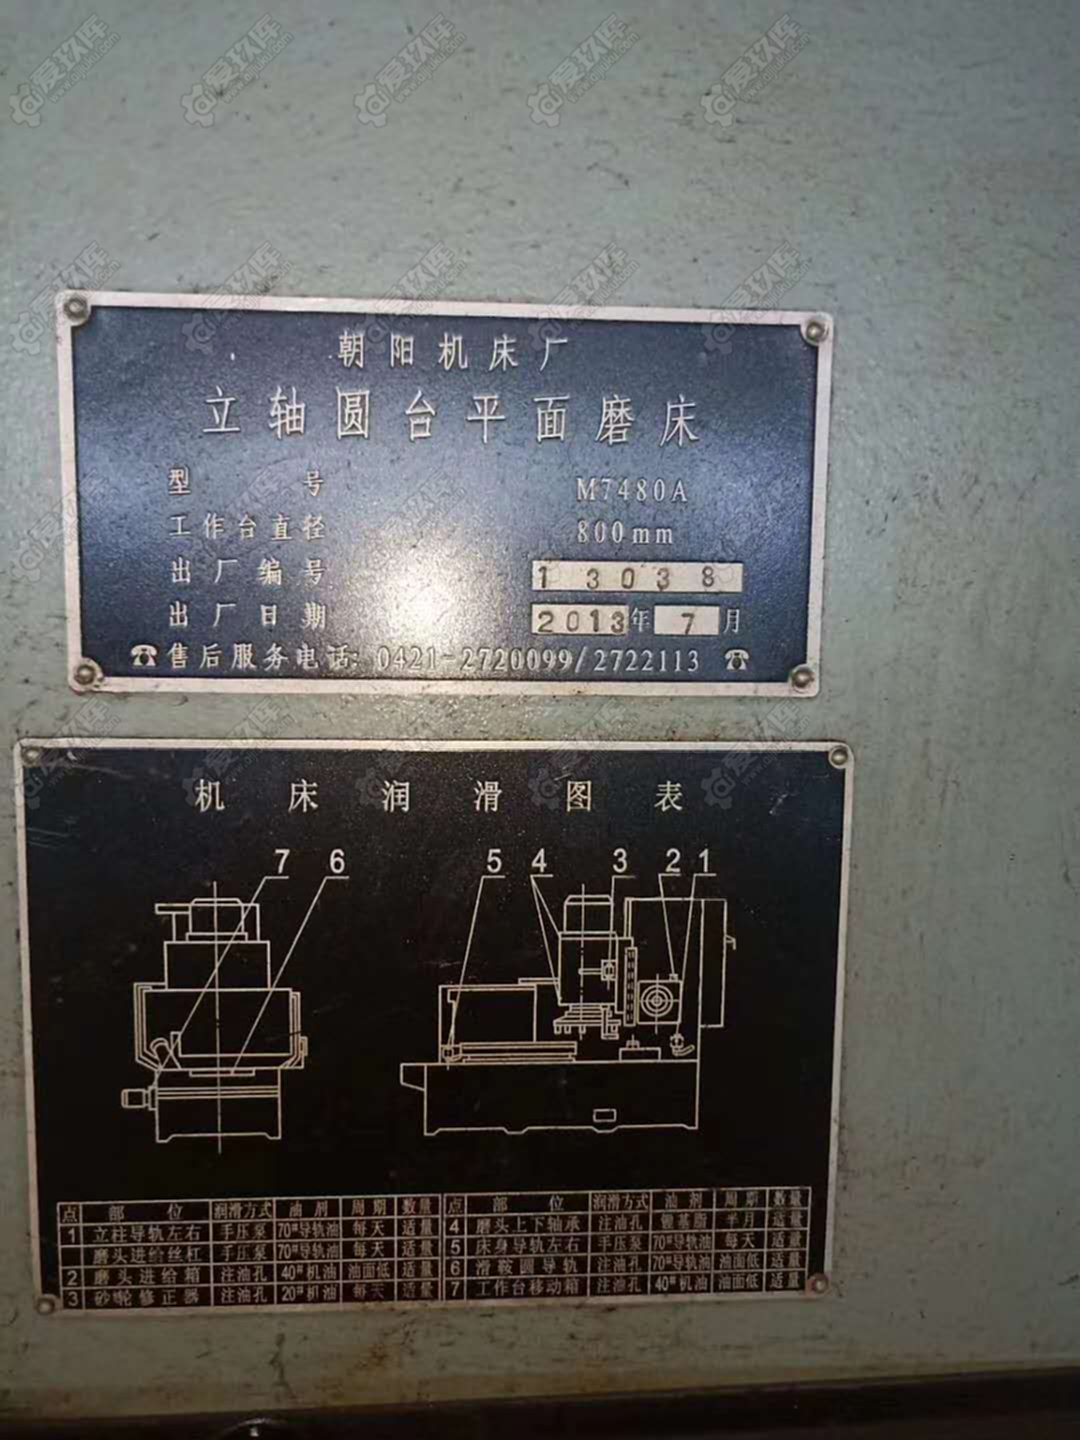 朝阳机床厂
立轴圆台平面磨床
型号 M7480A
工作台直径 800mm
出厂编号 13038
出厂日期 2013年7月
☎售后服务电话: 0421-2720099/2722113 ☎
机床润滑图表
7 6 5 4 3 2 1
点 部位 润滑方式 油剂 周期 数量 点 部位 润滑方式 油剂 周期 数量
1 立柱导轨左右 手压泵 70#导轨油 每天 适量 4 磨头上下轴承 注油孔 锂基脂 半月 适量
磨头进给丝杠 手压泵 70#导轨油 每天 适量 5 床身导轨左右 手压泵 70#导轨油 每天 适量
2 磨头进给箱 注油孔 40#机油 油面低 适量 6 滑鞍圆导轨 注油孔 70#导轨油 油面低 适量
3 砂轮修正器 注油孔 20#机油 每天 适量 7 工作台移动箱 注油孔 40#机油 油面低 适量
爱玖库